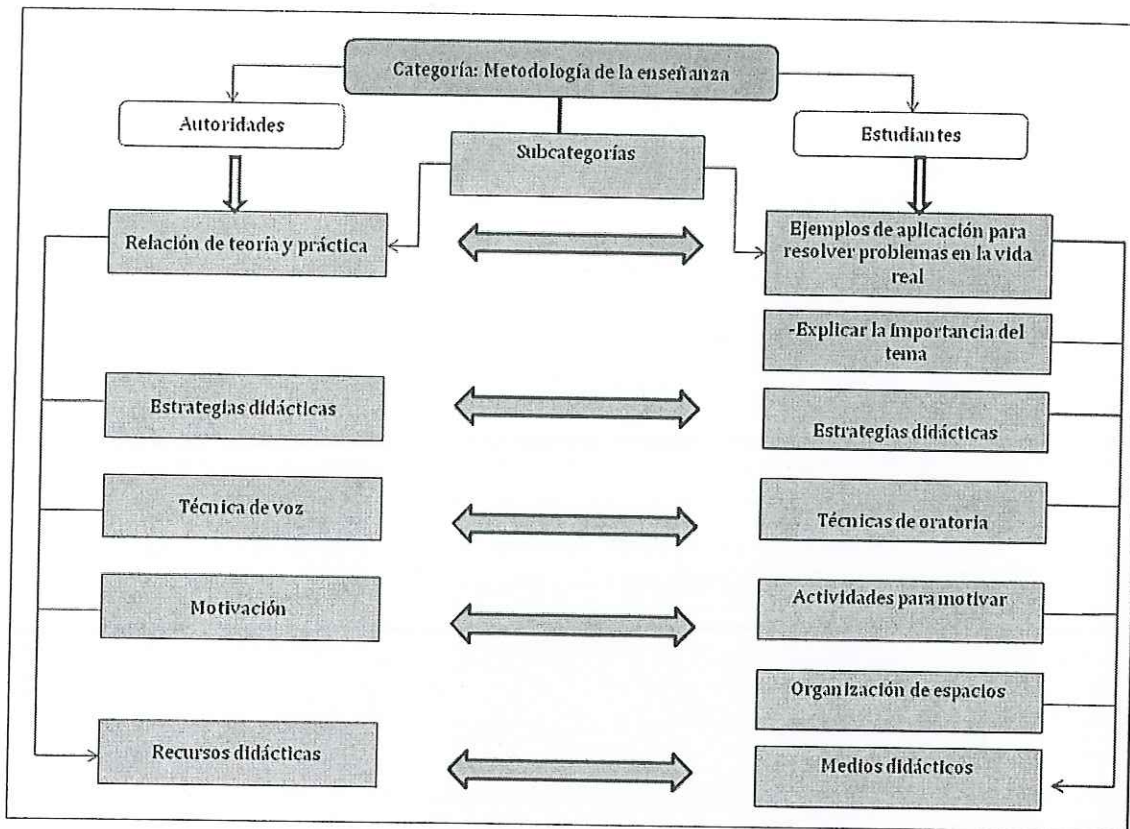 Categoría: Metodología de la enseñanza
Autoridades
Estudiantes
Subcategorías
Relación de teoría y práctica
Ejemplos de aplicación para
resolver problemas en la vida
real
-Explicar la Importancia del
tema
Estrategias didácticas
Estrategias didácticas
Técnica de voz
Técnicas de oratoria
Motivación
Actividades para motivar
Organización de espacios
Recursos didácticas
Medios didácticos